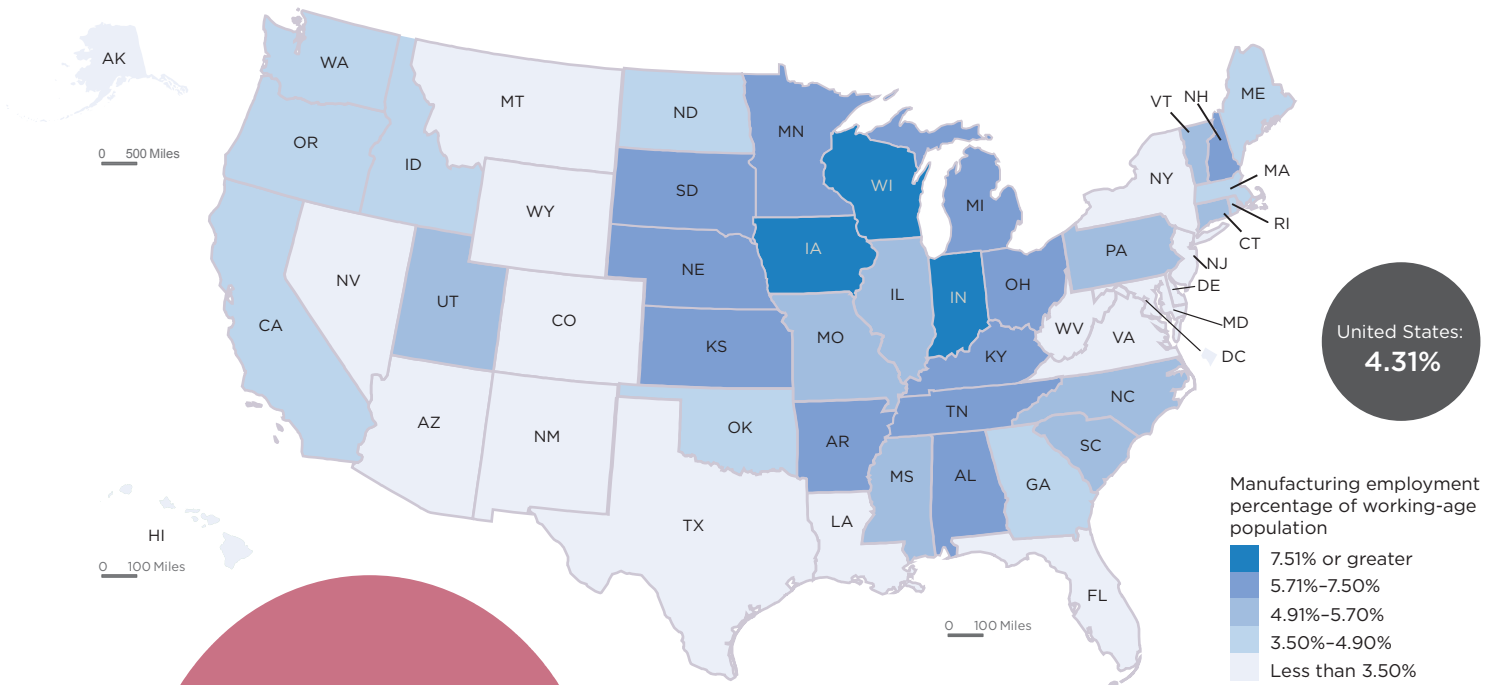 AK
WA
MT
ND
MN
VT
NH
ME
OR
ID
0 500 Miles
WY
SD
WI
MI
NY
MA
RI
CT
NJ
DE
MD
DC
NV
UT
CO
NE
IA
IL
IN
OH
PA
CA
KS
MO
KY
WV
VA
United States:
4.31%
AZ
NM
OK
AR
TN
NC
SC
MS
AL
GA
HI
0 100 Miles
TX
LA
FL
0 100 Miles
Manufacturing employment
percentage of working-age
population
7.51% or greater
5.71%–7.50%
4.91%–5.70%
3.50%–4.90%
Less than 3.50%